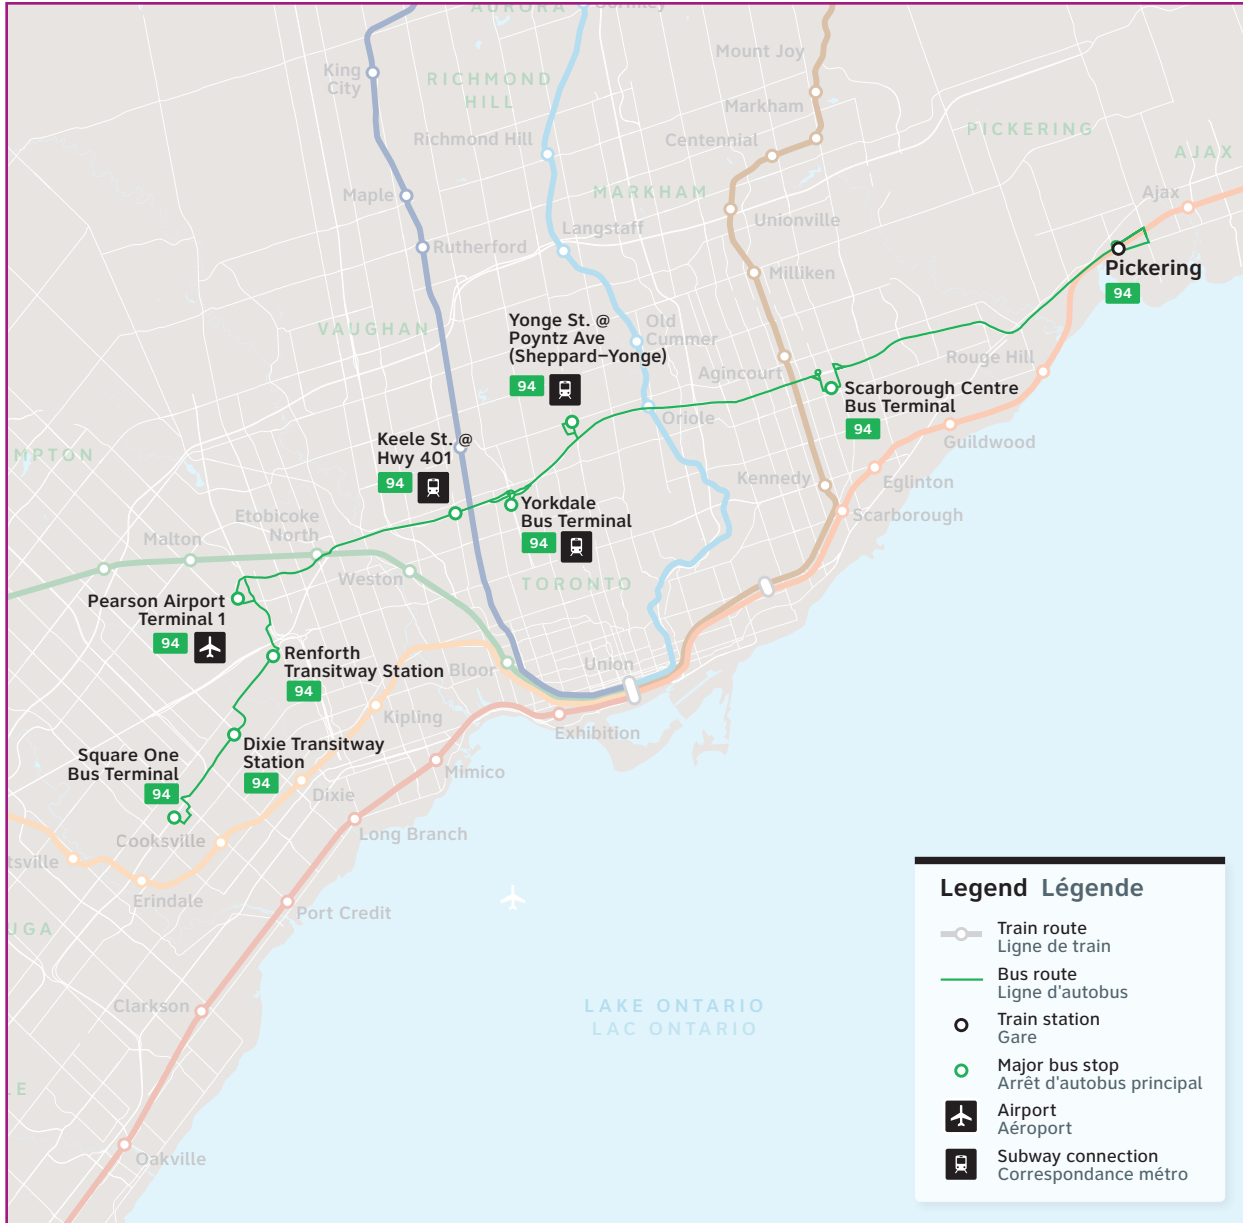 AURORA
Gormley
Mount Joy
King
City
RICHMOND
HILL
Markham
PICKERING
Richmond Hill
Centennial
AJAX
Maple
MARKHAM
Ajax
Unionville
Langstaff
Rutherford
Milliken
Pickering
94
VAUGHAN
Yonge St. @
Poyntz Ave
(Sheppard–Yonge)
94
Old
Cummer
Agincourt
Rouge Hill
Scarborough Centre
Bus Terminal
94
Oriole
Guildwood
MPTON
Keele St. @
Hwy 401
94
Kennedy
Eglinton
Scarborough
Yorkdale
Bus Terminal
94
Etobicoke
North
Malton
Weston
TORONTO
Pearson Airport
Terminal 1
94
Renforth
Transitway Station
94
Bloor
Union
Kipling
Exhibition
Dixie Transitway
Station
94
Square One
Bus Terminal
94
Mimico
Dixie
Cooksville
Long Branch
tsville
Erindale
Port Credit
UGA
Clarkson
LAKE ONTARIO
LAC ONTARIO
LE
Oakville
Legend Légende
Train route
Ligne de train
Bus route
Ligne d'autobus
Train station
Gare
Major bus stop
Arrêt d'autobus principal
Airport
Aéroport
Subway connection
Correspondance métro